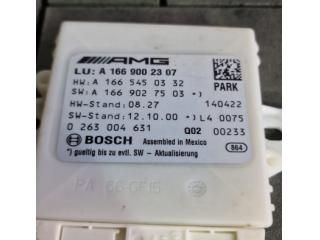 AMG
LU: A 166 900 23 07
HW: A 166 545 03 32 PARK
SW: A 166 902 75 03 *)
HW-Stand: 08.27 140422
SW-Stand: 12.10.00 *) L4 0075
0 263 004 631 Q02 00233
BOSCH Assembled in Mexico
*) gueltig bis zu evtl. SW - Aktualisierung 864